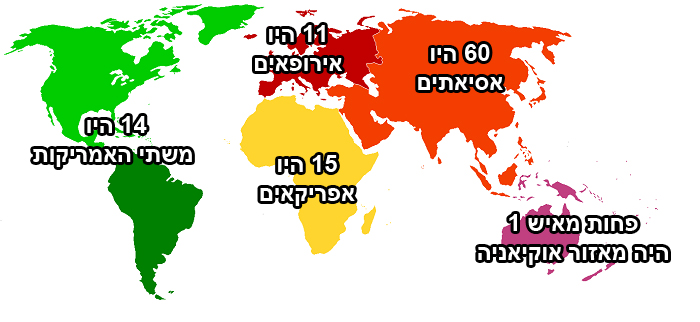 11 היו
אירופאים
60 היו
אסיאתים
14 היו
משתי האמריקות
15 היו
אפריקאים
פחות מאיש 1
היה מאזור אוקיאניה